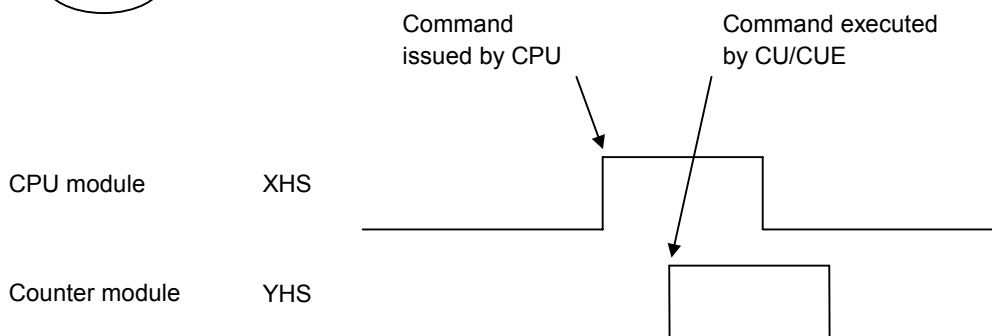 Command
issued by CPU
Command executed
by CU/CUE
CPU module XHS
Counter module YHS